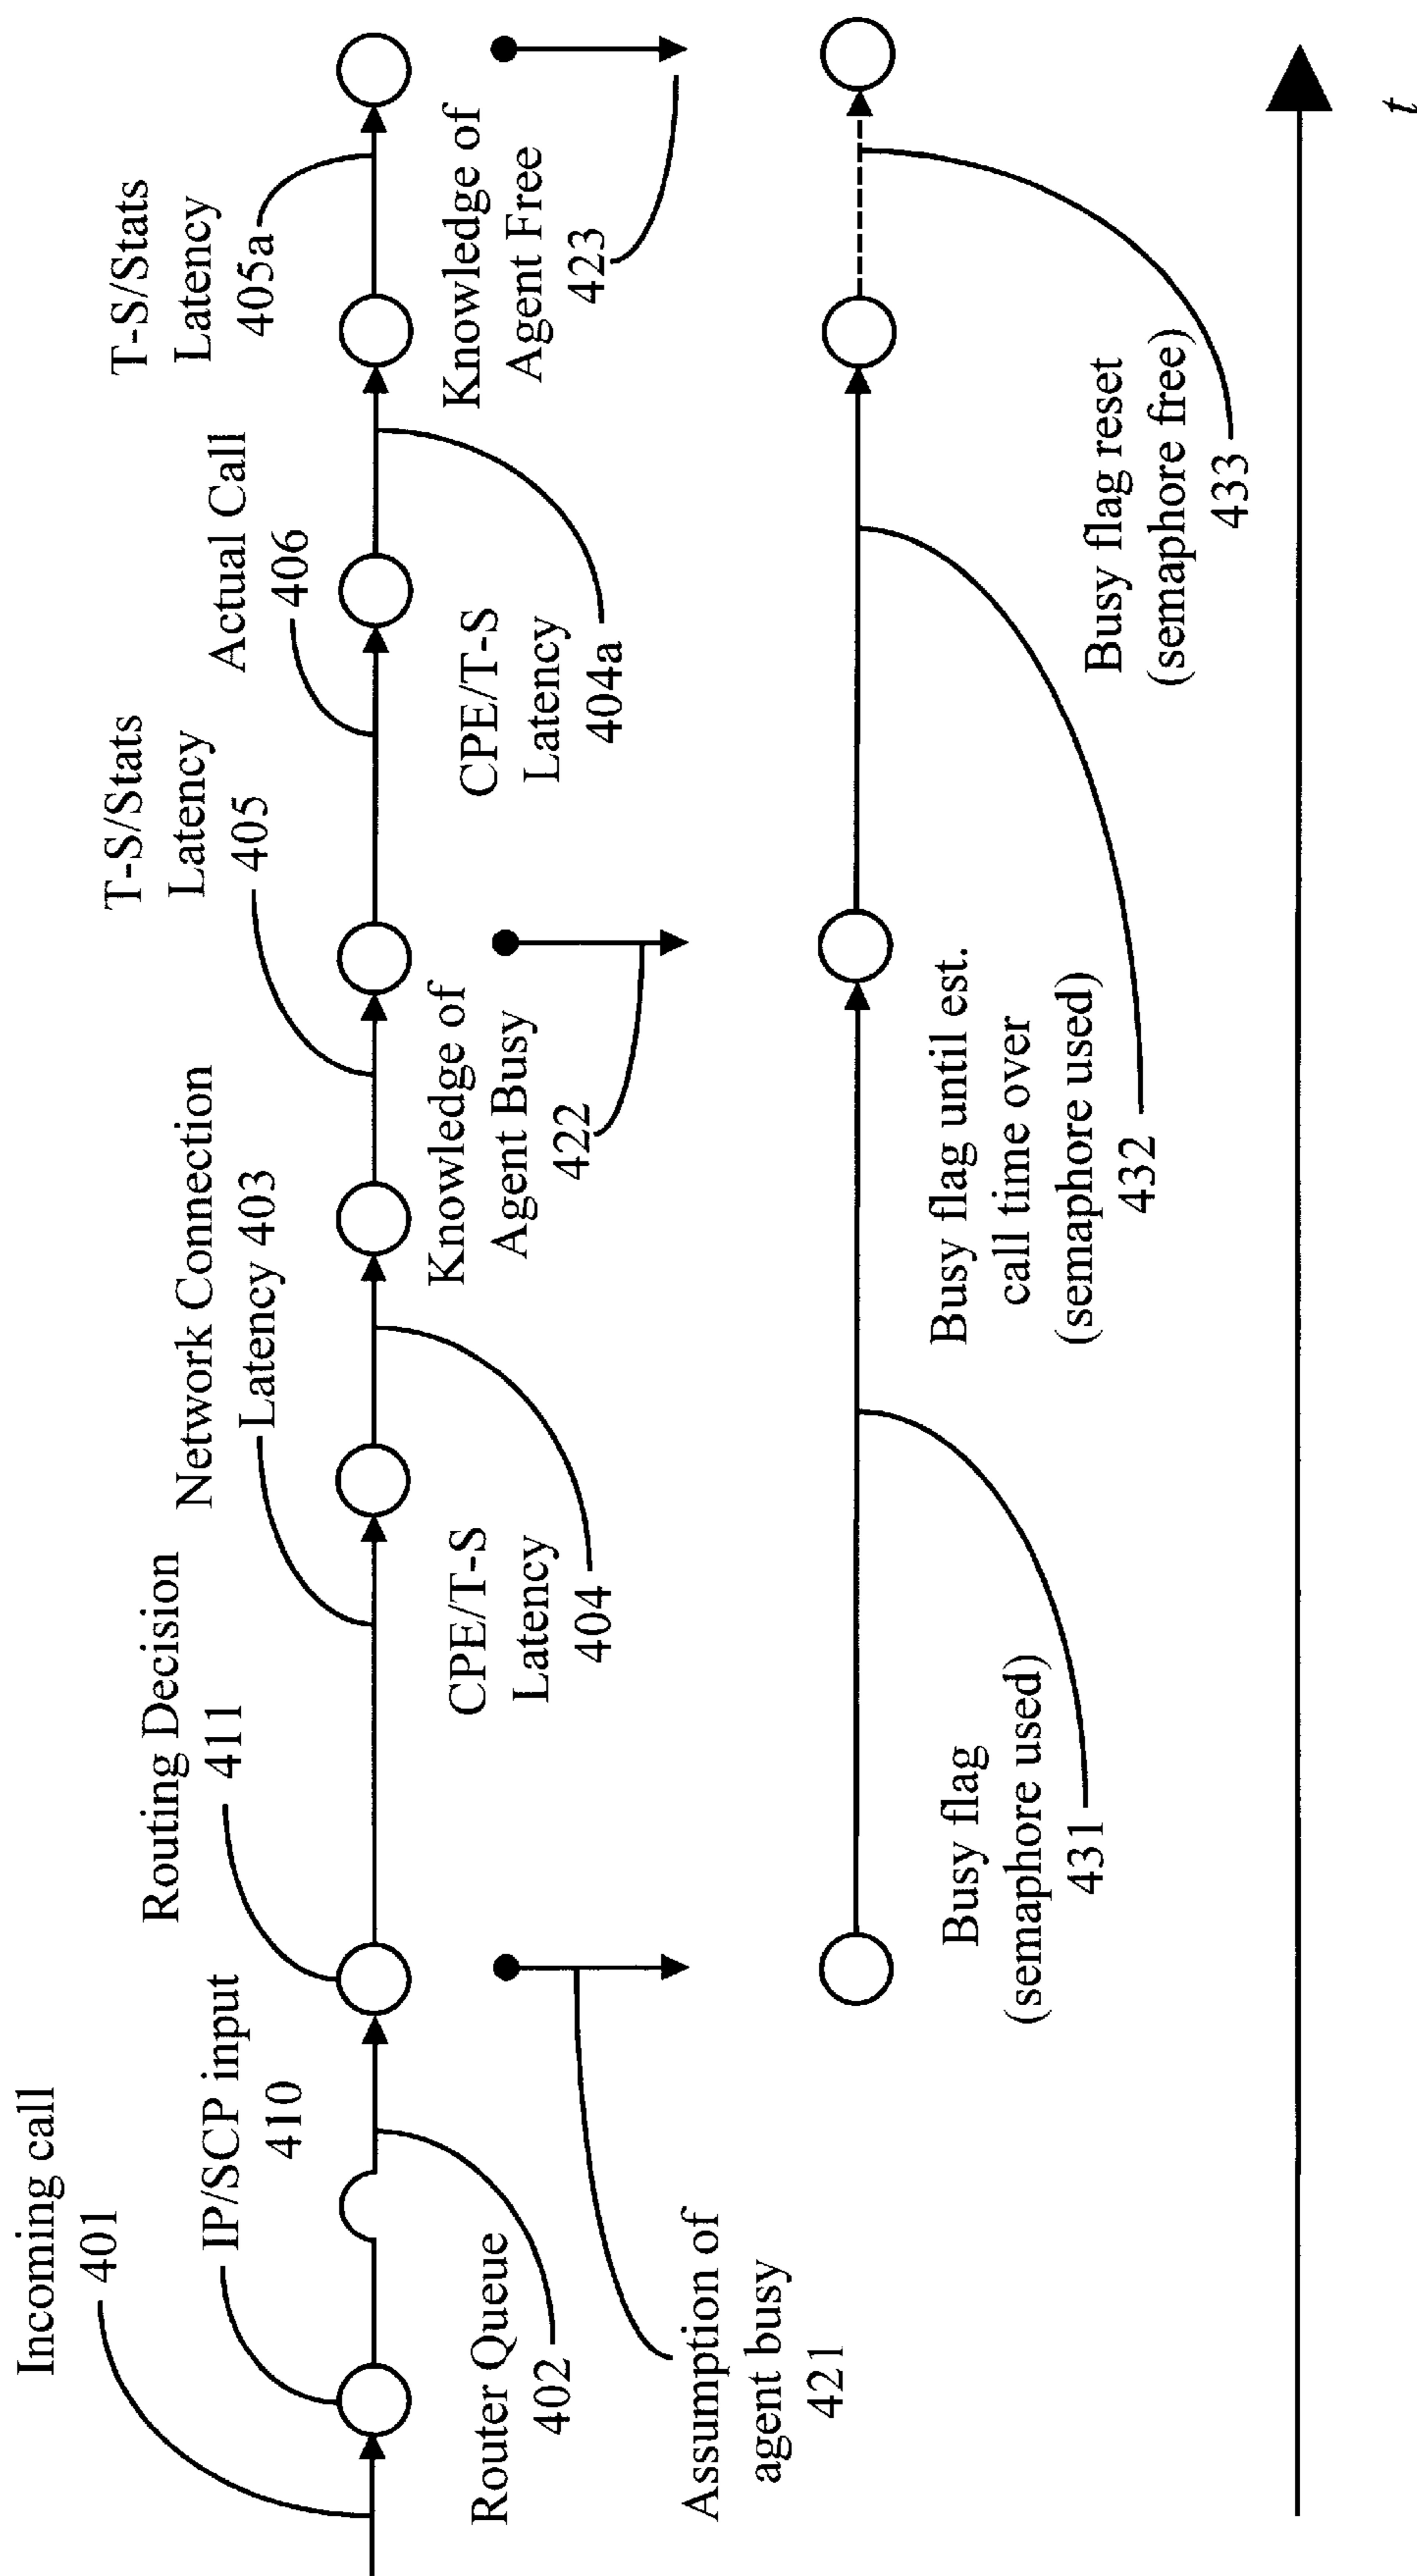 Incoming call
401
IP/SCP input
410
Routing Decision
411
Network Connection
Latency 403
T-S/Stats
Latency
405
Actual Call
406
T-S/Stats
Latency
405a
Router Queue
402
CPE/T-S
Latency
404
Knowledge of
Agent Busy
422
CPE/T-S
Latency
404a
Knowledge of
Agent Free
423
Assumption of
agent busy
421
Busy flag
(semaphore used)
431
Busy flag until est.
call time over
(semaphore used)
432
Busy flag reset
(semaphore free)
433
t